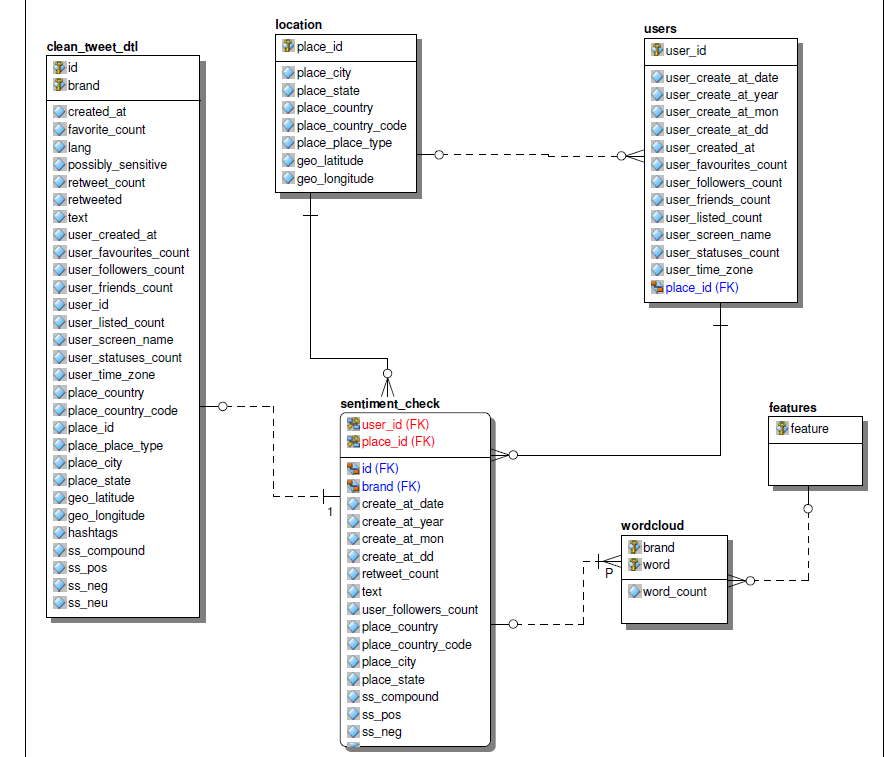 clean_tweet_dtl
id
brand
created_at
favorite_count
lang
possibly_sensitive
retweet_count
retweeted
text
user_created_at
user_favourites_count
user_followers_count
user_friends_count
user_id
user_listed_count
user_screen_name
user_statuses_count
user_time_zone
place_country
place_country_code
place_id
place_place_type
place_city
place_state
geo_latitude
geo_longitude
hashtags
ss_compound
ss_pos
ss_neg
ss_neu
location
place_id
place_city
place_state
place_country
place_country_code
place_place_type
geo_latitude
geo_longitude
users
user_id
user_create_at_date
user_create_at_year
user_create_at_mon
user_create_at_dd
user_created_at
user_favourites_count
user_followers_count
user_friends_count
user_listed_count
user_screen_name
user_statuses_count
user_time_zone
place_id (FK)
sentiment_check
user_id (FK)
place_id (FK)
id (FK)
brand (FK)
create_at_date
create_at_year
create_at_mon
create_at_dd
retweet_count
text
user_followers_count
place_country
place_country_code
place_city
place_state
ss_compound
ss_pos
ss_neg
1
features
feature
wordcloud
brand
word
word_count
P